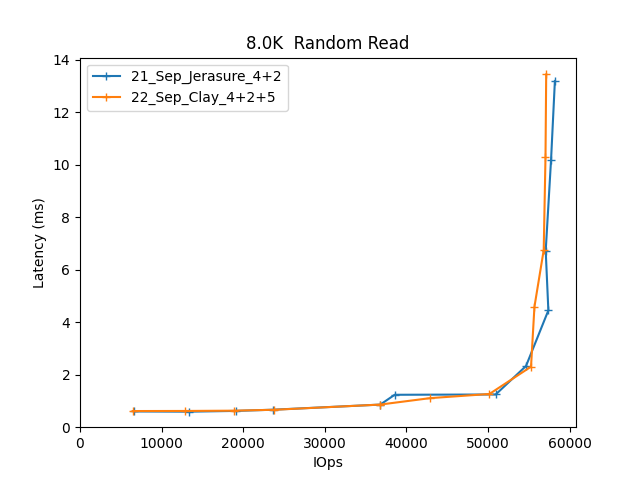 8.0K  Random Read
21_Sep_Jerasure_4+2
22_Sep_Clay_4+2+5
Latency (ms)
14
12
10
8
6
4
2
0
0 10000 20000 30000 40000 50000 60000
IOps